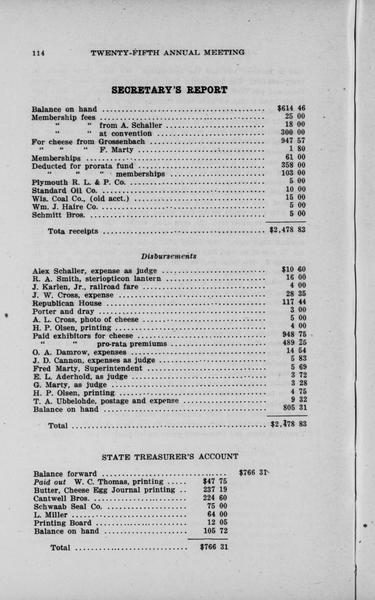 114 TWENTY-FIFTH ANNUAL MEETING
SECRETARY'S REPORT
Balance on hand ........ $614 46
Membership fees ........ 25 00
" " from A. Schaller ........ 18 00
" " at convention ........ 300 00
For cheese from Grossenbach ........ 947 57
" " " F. Marty ........ 1 80
Memberships ........ 61 00
Deducted for prorata fund ........ 358 00
" " " memberships ........ 103 00
Plymouth R. L. & P. Co. ........ 5 00
Standard Oil Co. ........ 10 00
Wis. Coal Co., (old acct.) ........ 15 00
Wm. J. Haire Co. ........ 5 00
Schmitt Bros. ........ 5 00
Tota receipts ........ $2,478 83
Disbursements
Alex Schaller, expense as judge ........ $10 60
R. A. Smith, steriopticon lantern ........ 16 00
J. Karlen, Jr., railroad fare ........ 4 00
J. W. Cross, expense ........ 28 35
Republican House ........ 117 44
Porter and dray ........ 3 00
A. L. Cross, photo of cheese ........ 5 00
H. P. Olsen, printing ........ 4 00
Paid exhibitors for cheese ........ 948 75
" " pro-rata premiums ........ 489 25
O. A. Damrow, expenses ........ 14 54
J. D. Cannon, expenses as judge ........ 5 83
Fred Marty, Superintendent ........ 5 69
E. L. Aderhold, as judge ........ 3 72
G. Marty, as judge ........ 3 28
H. P. Olsen, printing ........ 4 75
T. A. Ubbelohde, postage and expense ........ 9 32
Balance on hand ........ 805 31
Total ........ $2,478 83
STATE TREASURER'S ACCOUNT
Balance forward ........ $766 31
Paid out W. C. Thomas, printing ..... $47 75
Butter, Cheese Egg Journal printing .. 237 19
Cantwell Bros. ........ 224 60
Schwaab Seal Co. ........ 75 00
L. Miller ........ 64 00
Printing Board ........ 12 05
Balance on hand ........ 105 72
Total ........ $766 31